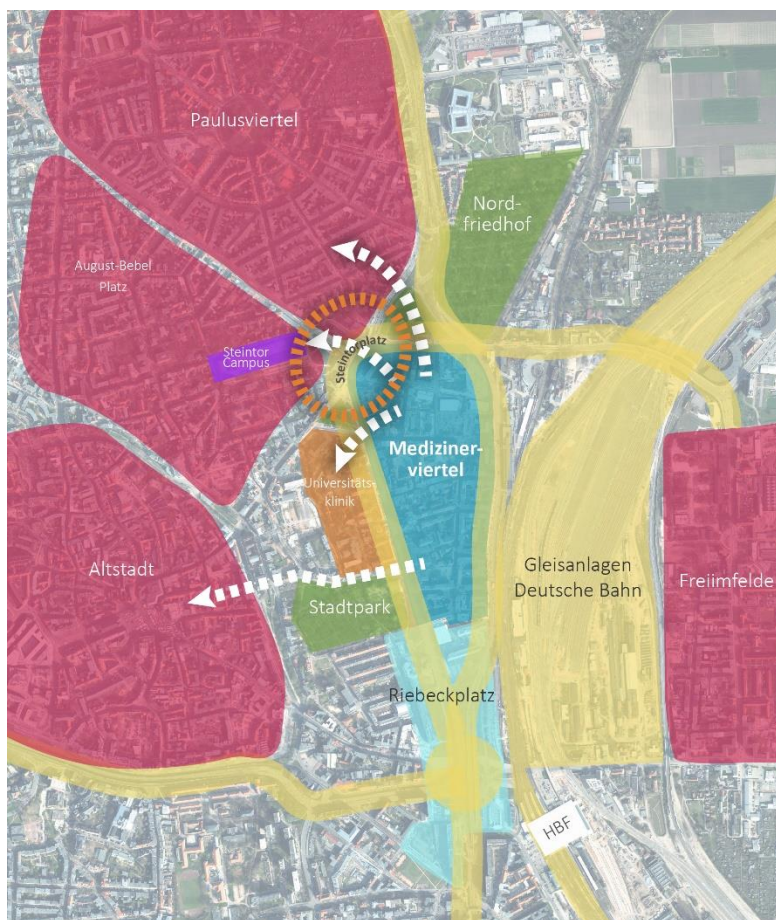 Paulusviertel
Nord-
friedhof
August-Bebel
Platz
Steintorplatz
Steintor
Campus
Mediziner-
viertel
Universitäts-
klinik
Altstadt
Gleisanlagen
Deutsche Bahn
Freiimfelde
Stadtpark
Riebeckplatz
HBF